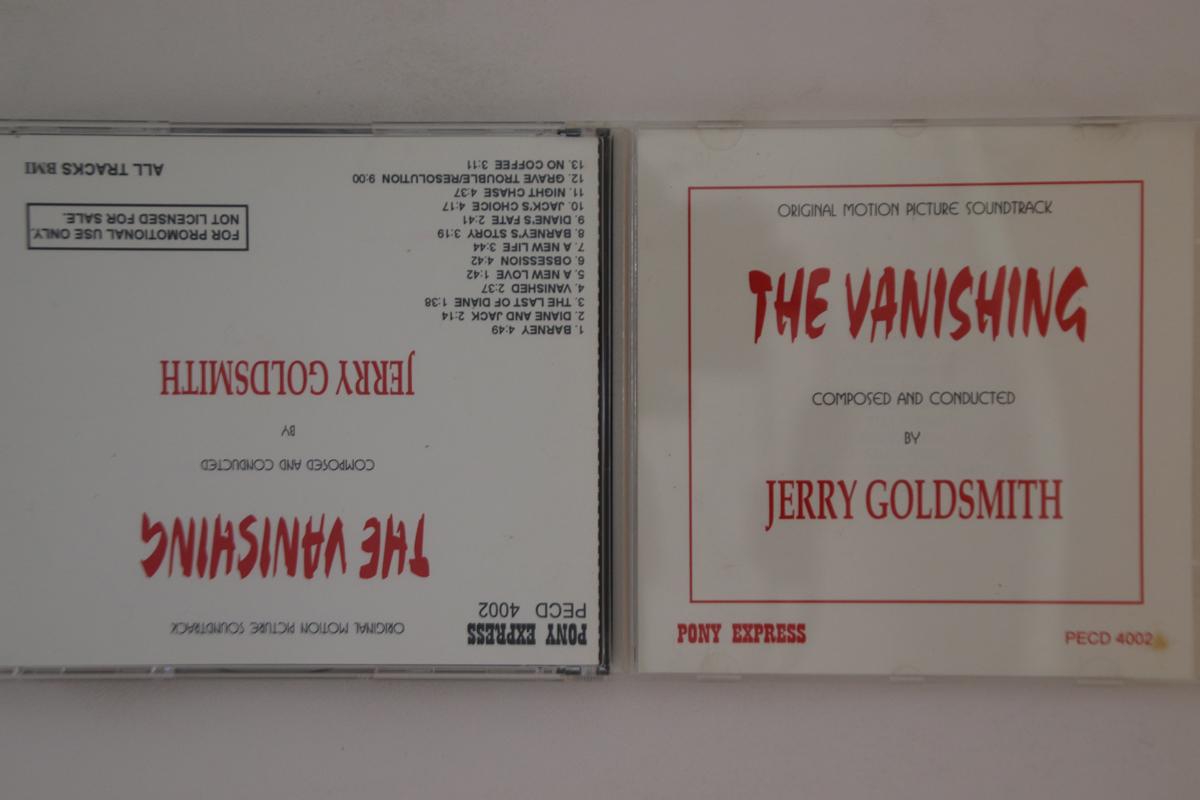 ORIGINAL MOTION PICTURE SOUNDTRACK
THE VANISHING
COMPOSED AND CONDUCTED
BY
JERRY GOLDSMITH
PONY EXPRESS
PECD 4002
PONY EXPRESS
PECD 4002
ORIGINAL MOTION PICTURE SOUNDTRACK
THE VANISHING
COMPOSED AND CONDUCTED
BY
JERRY GOLDSMITH
1. BARNEY 4:49
2. DIANE AND JACK 2:14
3. THE LAST OF DIANE 1:38
4. VANISHED 2:37
5. A NEW LOVE 1:42
6. OBSESSION 4:42
7. A NEW LIFE 3:44
8. BARNEY'S STORY 3:19
9. DIANE'S FATE 2:41
10. JACK'S CHOICE 4:17
11. NIGHT CHASE 4:37
12. GRAVE TROUBLE/RESOLUTION 9:00
13. NO COFFEE 3:11
FOR PROMOTIONAL USE ONLY.
NOT LICENSED FOR SALE.
ALL TRACKS BMI